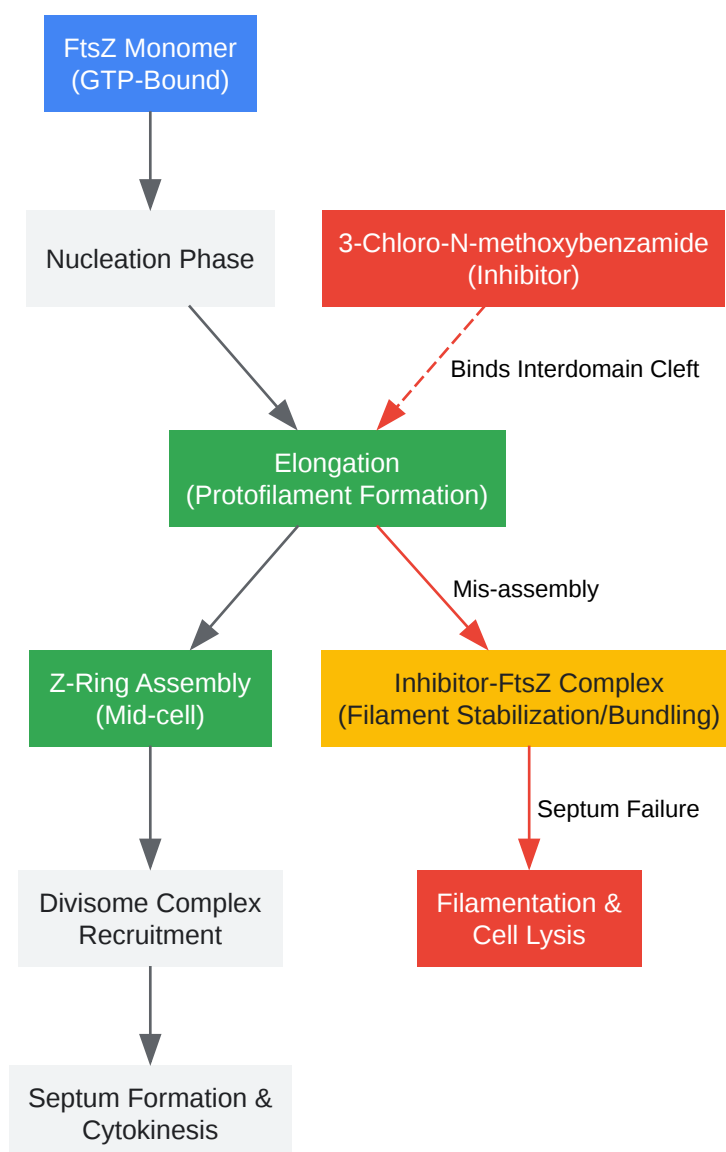 FtsZ Monomer
(GTP-Bound)
Nucleation Phase
3-Chloro-N-methoxybenzamide
(Inhibitor)
Binds Interdomain Cleft
Elongation
(Protofilament Formation)
Mis-assembly
Z-Ring Assembly
(Mid-cell)
Inhibitor-FtsZ Complex
(Filament Stabilization/Bundling)
Septum Failure
Divisome Complex
Recruitment
Filamentation &
Cell Lysis
Septum Formation &
Cytokinesis